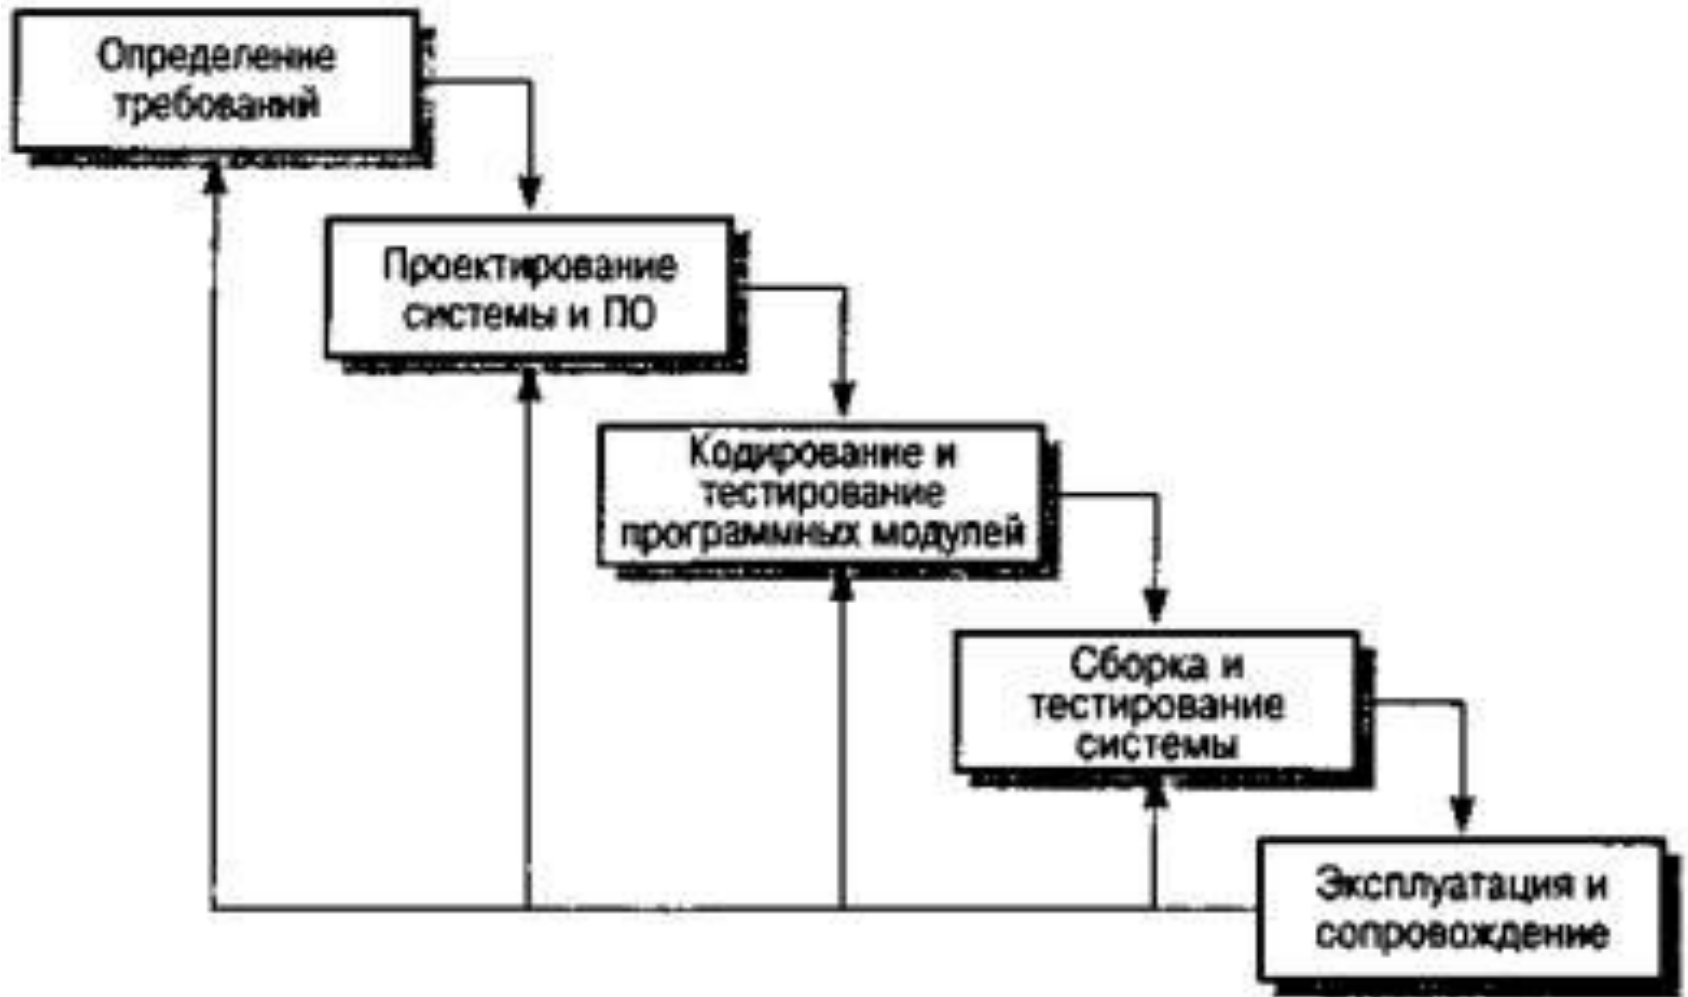 Определение
требований
Проектирование
системы и ПО
Кодирование и
тестирование
программных модулей
Сборка и
тестирование
системы
Эксплуатация и
сопровождение